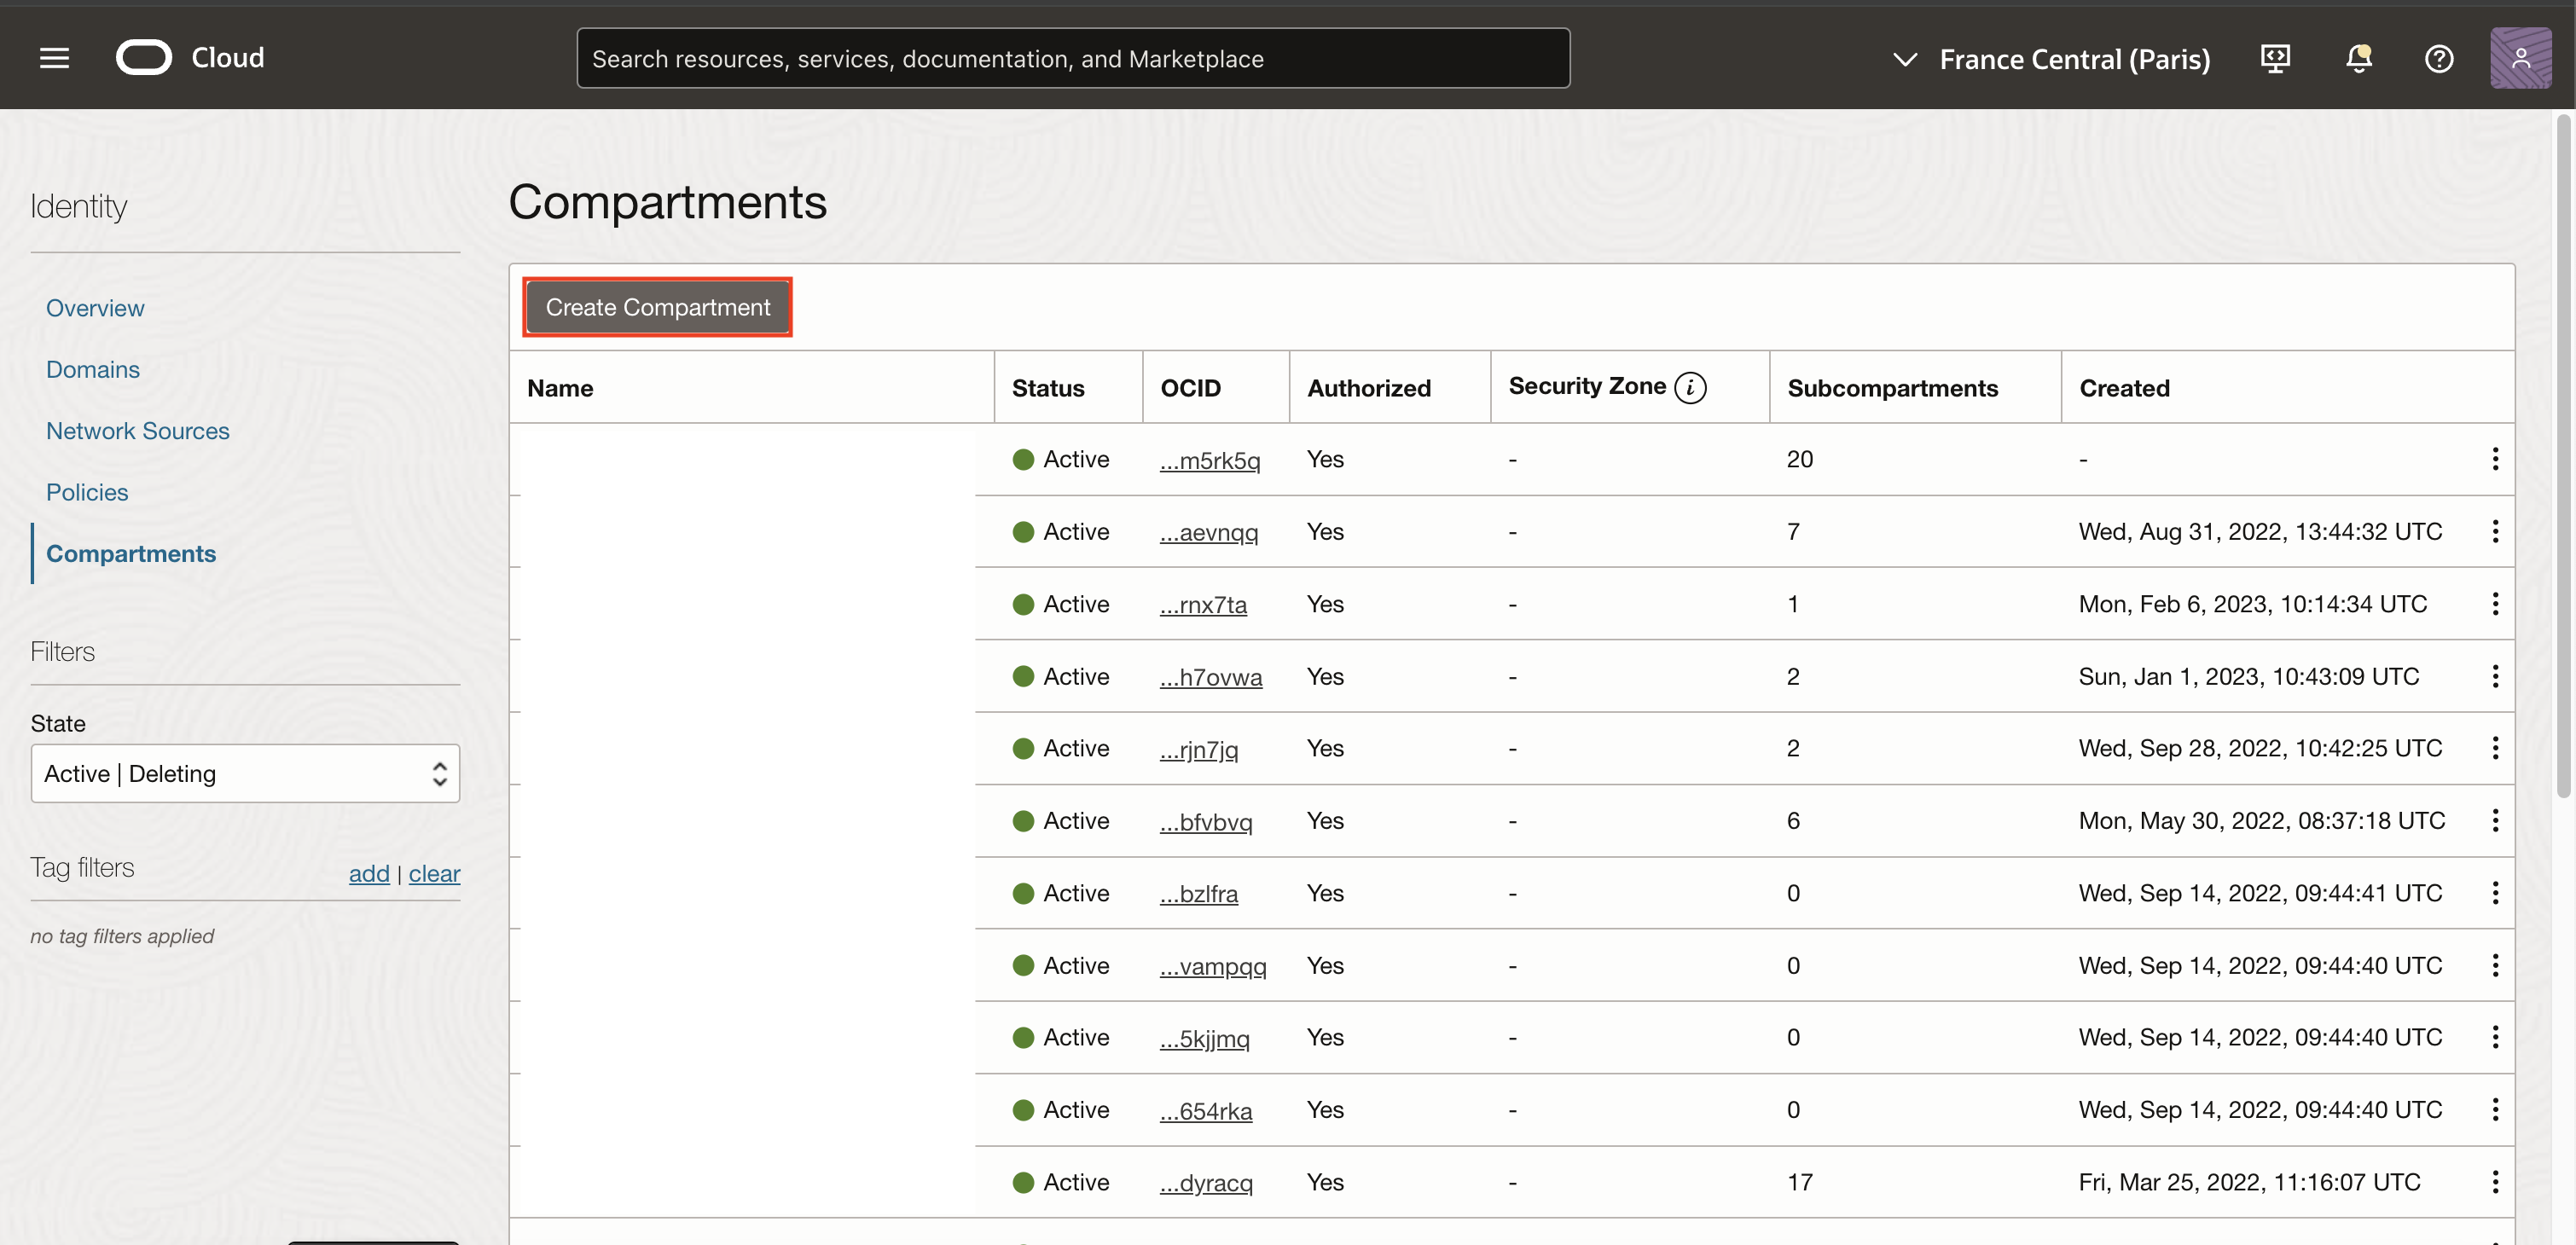 Cloud
Search resources, services, documentation, and Marketplace
France Central (Paris)
Identity
Overview
Domains
Network Sources
Policies
Compartments
Filters
State
Active | Deleting
Tag filters
add | clear
no tag filters applied
Compartments
Create Compartment
Name Status OCID Authorized Security Zone i Subcompartments Created
Active ...m5rk5q Yes - 20 -
Active ...aevnqq Yes - 7 Wed, Aug 31, 2022, 13:44:32 UTC
Active ...rnx7ta Yes - 1 Mon, Feb 6, 2023, 10:14:34 UTC
Active ...h7ovwa Yes - 2 Sun, Jan 1, 2023, 10:43:09 UTC
Active ...rjn7jq Yes - 2 Wed, Sep 28, 2022, 10:42:25 UTC
Active ...bfvbvq Yes - 6 Mon, May 30, 2022, 08:37:18 UTC
Active ...bzlfra Yes - 0 Wed, Sep 14, 2022, 09:44:41 UTC
Active ...vampqq Yes - 0 Wed, Sep 14, 2022, 09:44:40 UTC
Active ...5kjjmq Yes - 0 Wed, Sep 14, 2022, 09:44:40 UTC
Active ...654rka Yes - 0 Wed, Sep 14, 2022, 09:44:40 UTC
Active ...dyracq Yes - 17 Fri, Mar 25, 2022, 11:16:07 UTC